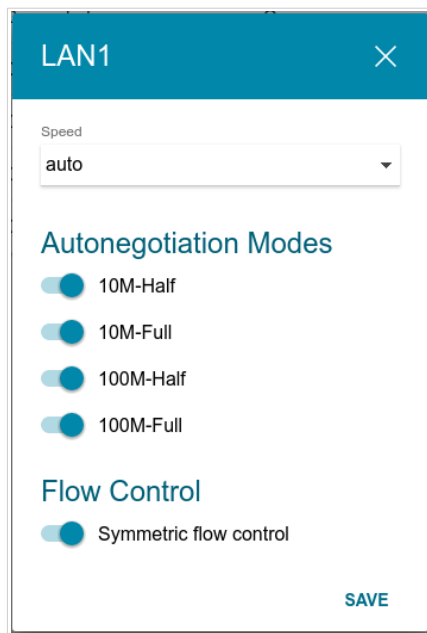 LAN1
Speed
auto
Autonegotiation Modes
10M-Half
10M-Full
100M-Half
100M-Full
Flow Control
Symmetric flow control
SAVE